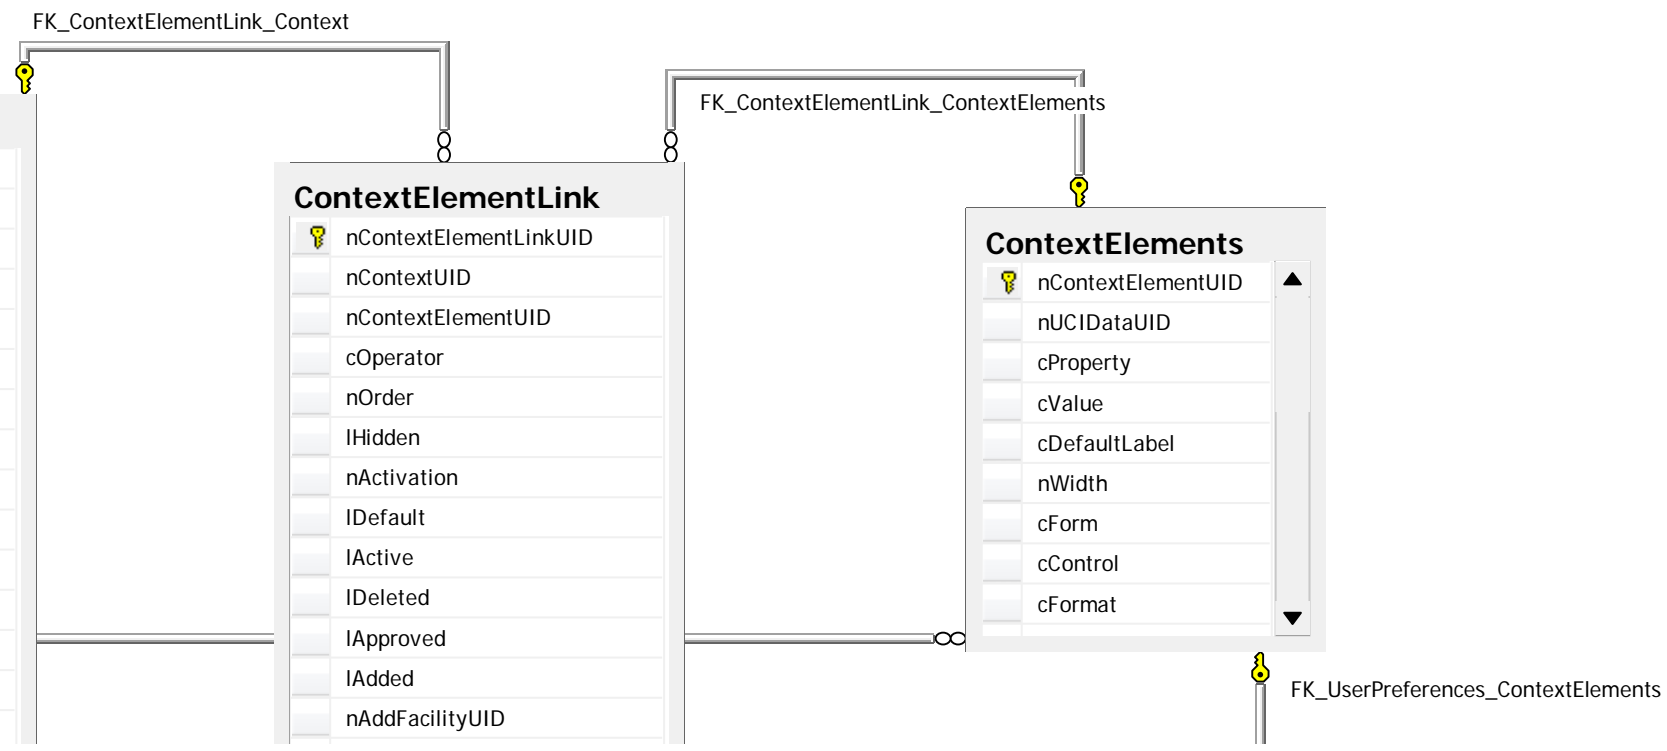 FK_ContextElementLink_Context
FK_ContextElementLink_ContextElements
ContextElementLink
nContextElementLinkUID
nContextUID
nContextElementUID
cOperator
nOrder
lHidden
nActivation
lDefault
lActive
lDeleted
lApproved
lAdded
nAddFacilityUID
ContextElements
nContextElementUID
nUCIDataUID
cProperty
cValue
cDefaultLabel
nWidth
cForm
cControl
cFormat
FK_UserPreferences_ContextElements